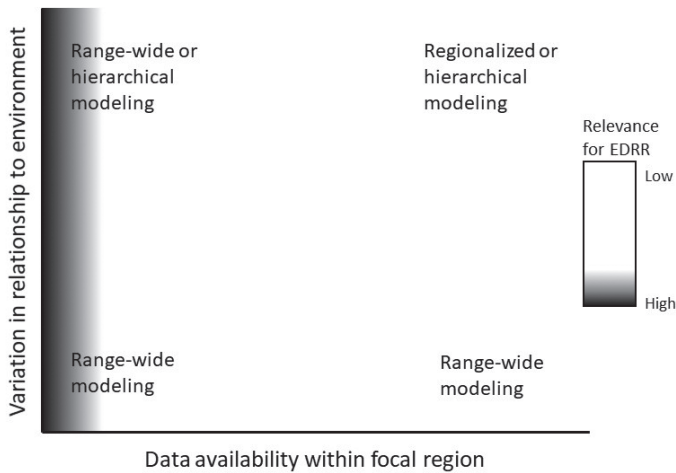 Variation in relationship to environment
Range-wide or
hierarchical
modeling
Regionalized or
hierarchical
modeling
Relevance
for EDRR
Low
High
Range-wide
modeling
Range-wide
modeling
Data availability within focal region